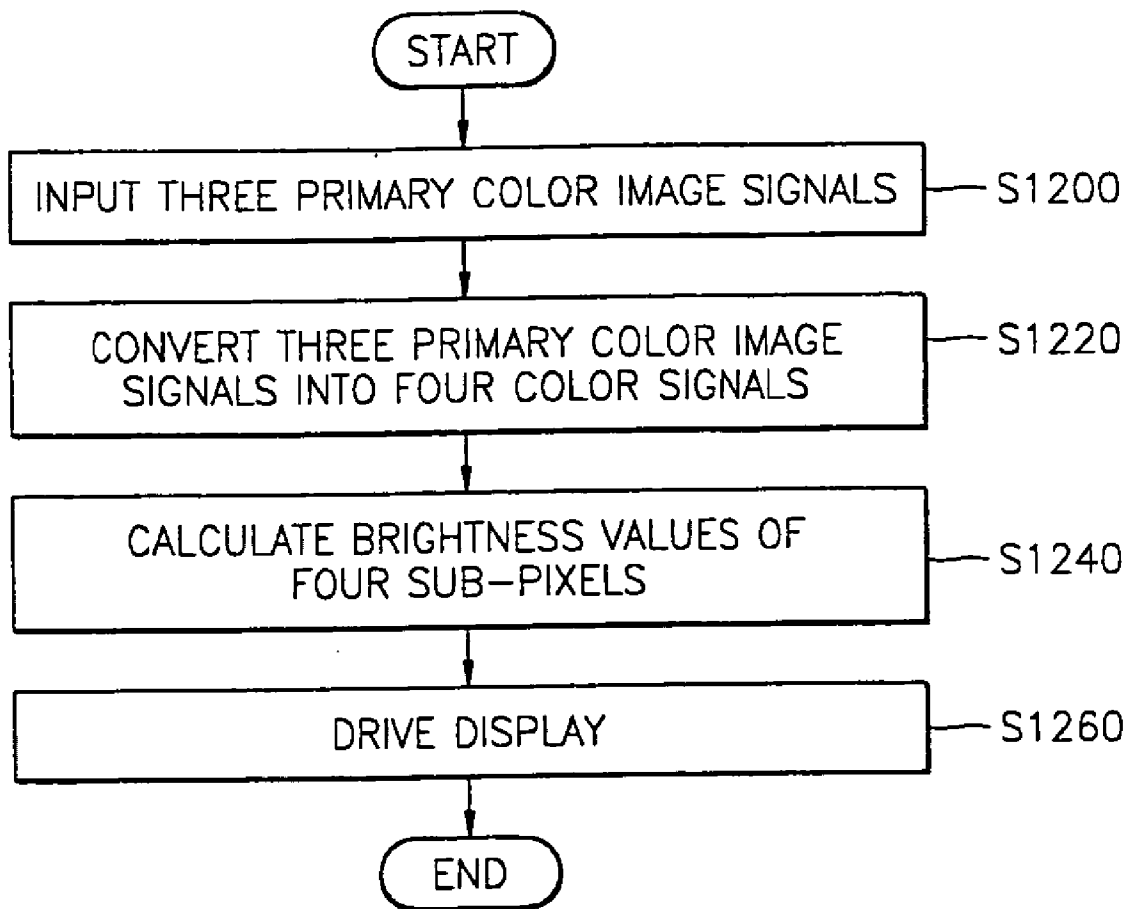 START
INPUT THREE PRIMARY COLOR IMAGE SIGNALS
S1200
CONVERT THREE PRIMARY COLOR IMAGE
SIGNALS INTO FOUR COLOR SIGNALS
S1220
CALCULATE BRIGHTNESS VALUES OF
FOUR SUB-PIXELS
S1240
DRIVE DISPLAY
S1260
END